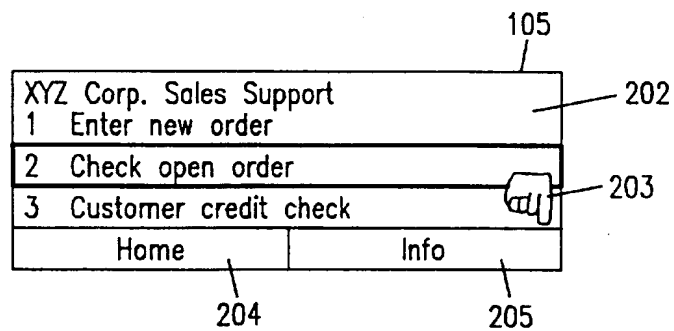 105
XYZ Corp. Sales Support
202
1 Enter new order
2 Check open order
203
3 Customer credit check
Home Info
204 205